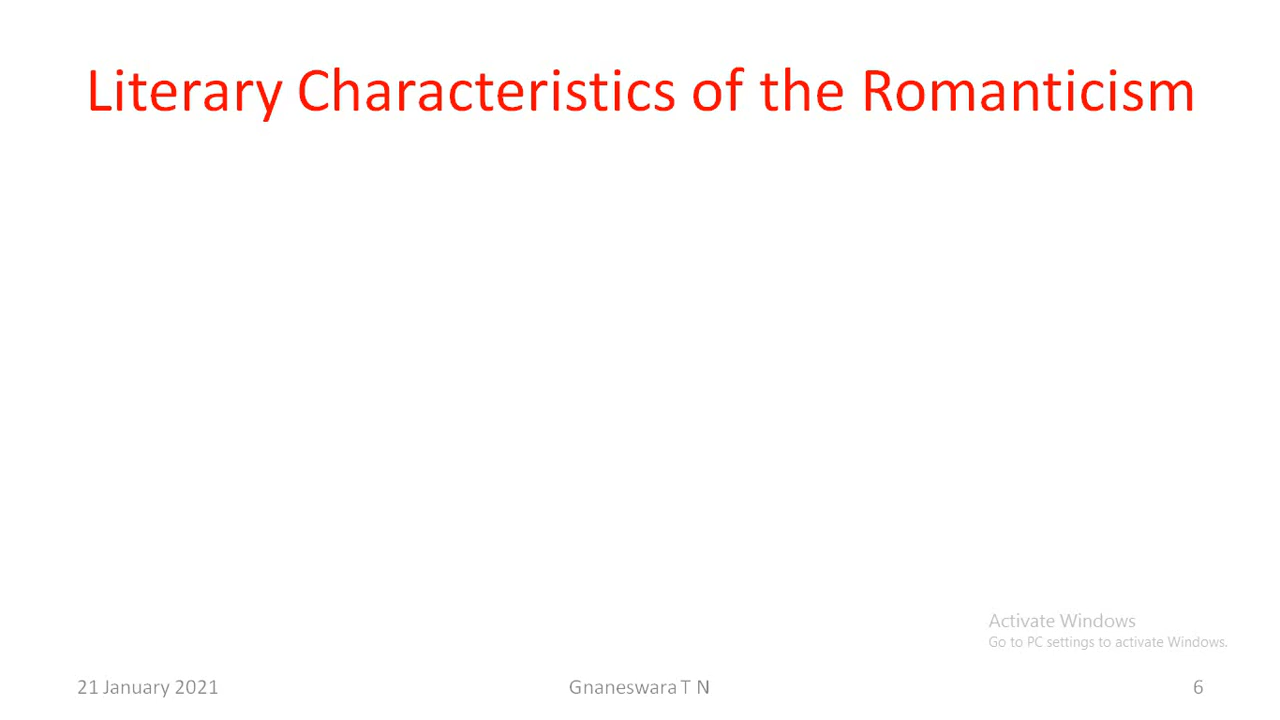 Literary Characteristics of the Romanticism
Activate Windows
Go to PC settings to activate Windows.
21 January 2021
Gnaneswara T N
6